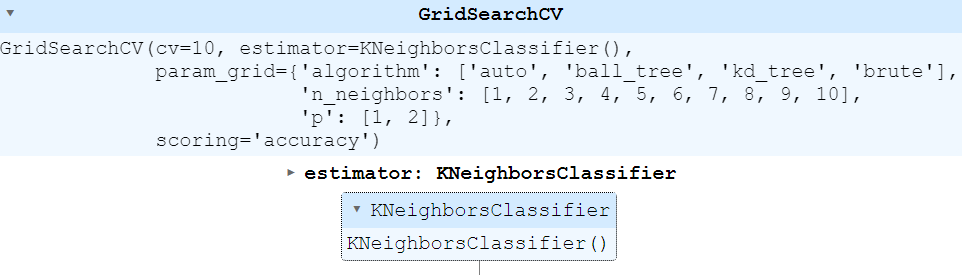 GridSearchCV
GridSearchCV(cv=10, estimator=KNeighborsClassifier(),
param_grid={'algorithm': ['auto', 'ball_tree', 'kd_tree', 'brute'],
'n_neighbors': [1, 2, 3, 4, 5, 6, 7, 8, 9, 10],
'p': [1, 2]},
scoring='accuracy')
estimator: KNeighborsClassifier
KNeighborsClassifier
KNeighborsClassifier()